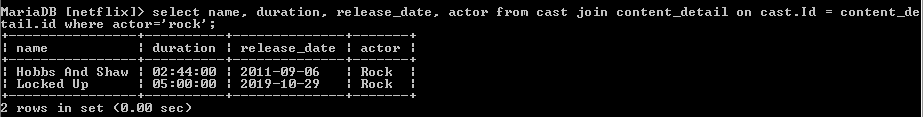 MariaDB [netflix]> select name, duration, release_date, actor from cast join content_detail on cast.Id = content_de
tail.id where actor='rock';
+----------------+----------+--------------+-------+
| name           | duration | release_date | actor |
+----------------+----------+--------------+-------+
| Hobbs And Shaw | 02:44:00 | 2011-09-06   | Rock  |
| Locked Up      | 05:00:00 | 2019-10-29   | Rock  |
+----------------+----------+--------------+-------+
2 rows in set (0.00 sec)